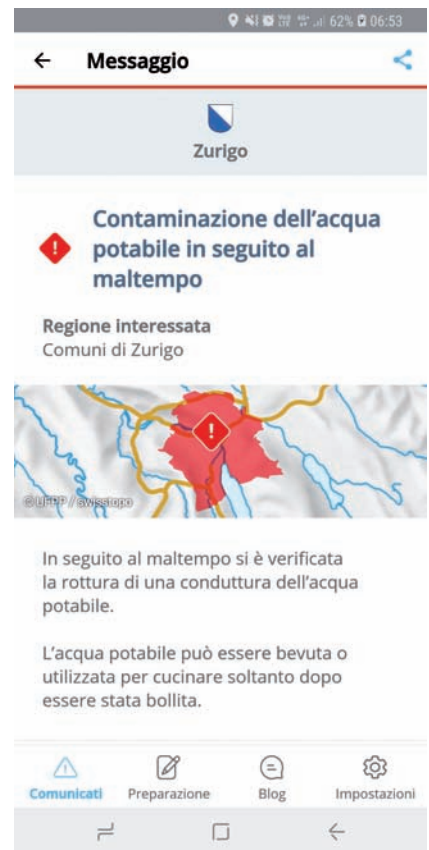 62% 06:53
Messaggio
Zurigo
Contaminazione dell'acqua
potabile in seguito al
maltempo
Regione interessata
Comuni di Zurigo
© UFPP / swisstopo
In seguito al maltempo si è verificata
la rottura di una conduttura dell'acqua
potabile.
L'acqua potabile può essere bevuta o
utilizzata per cucinare soltanto dopo
essere stata bollita.
Comunicati Preparazione Blog Impostazioni